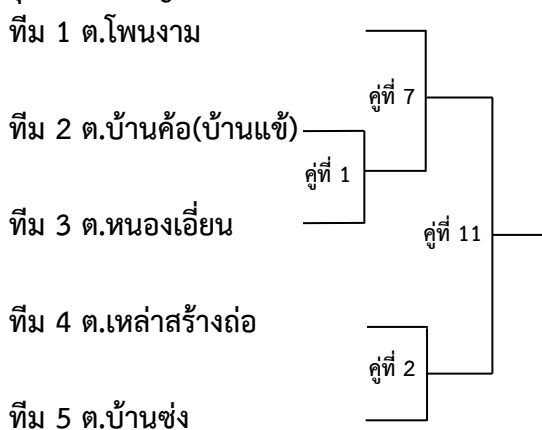 ทีม 1 ต.โพนงาม
คู่ที่ 7
ทีม 2 ต.บ้านค้อ(บ้านแข้)
คู่ที่ 1
ทีม 3 ต.หนองเอี่ยน
คู่ที่ 11
ทีม 4 ต.เหล่าสร้างถ่อ
คู่ที่ 2
ทีม 5 ต.บ้านซ่ง